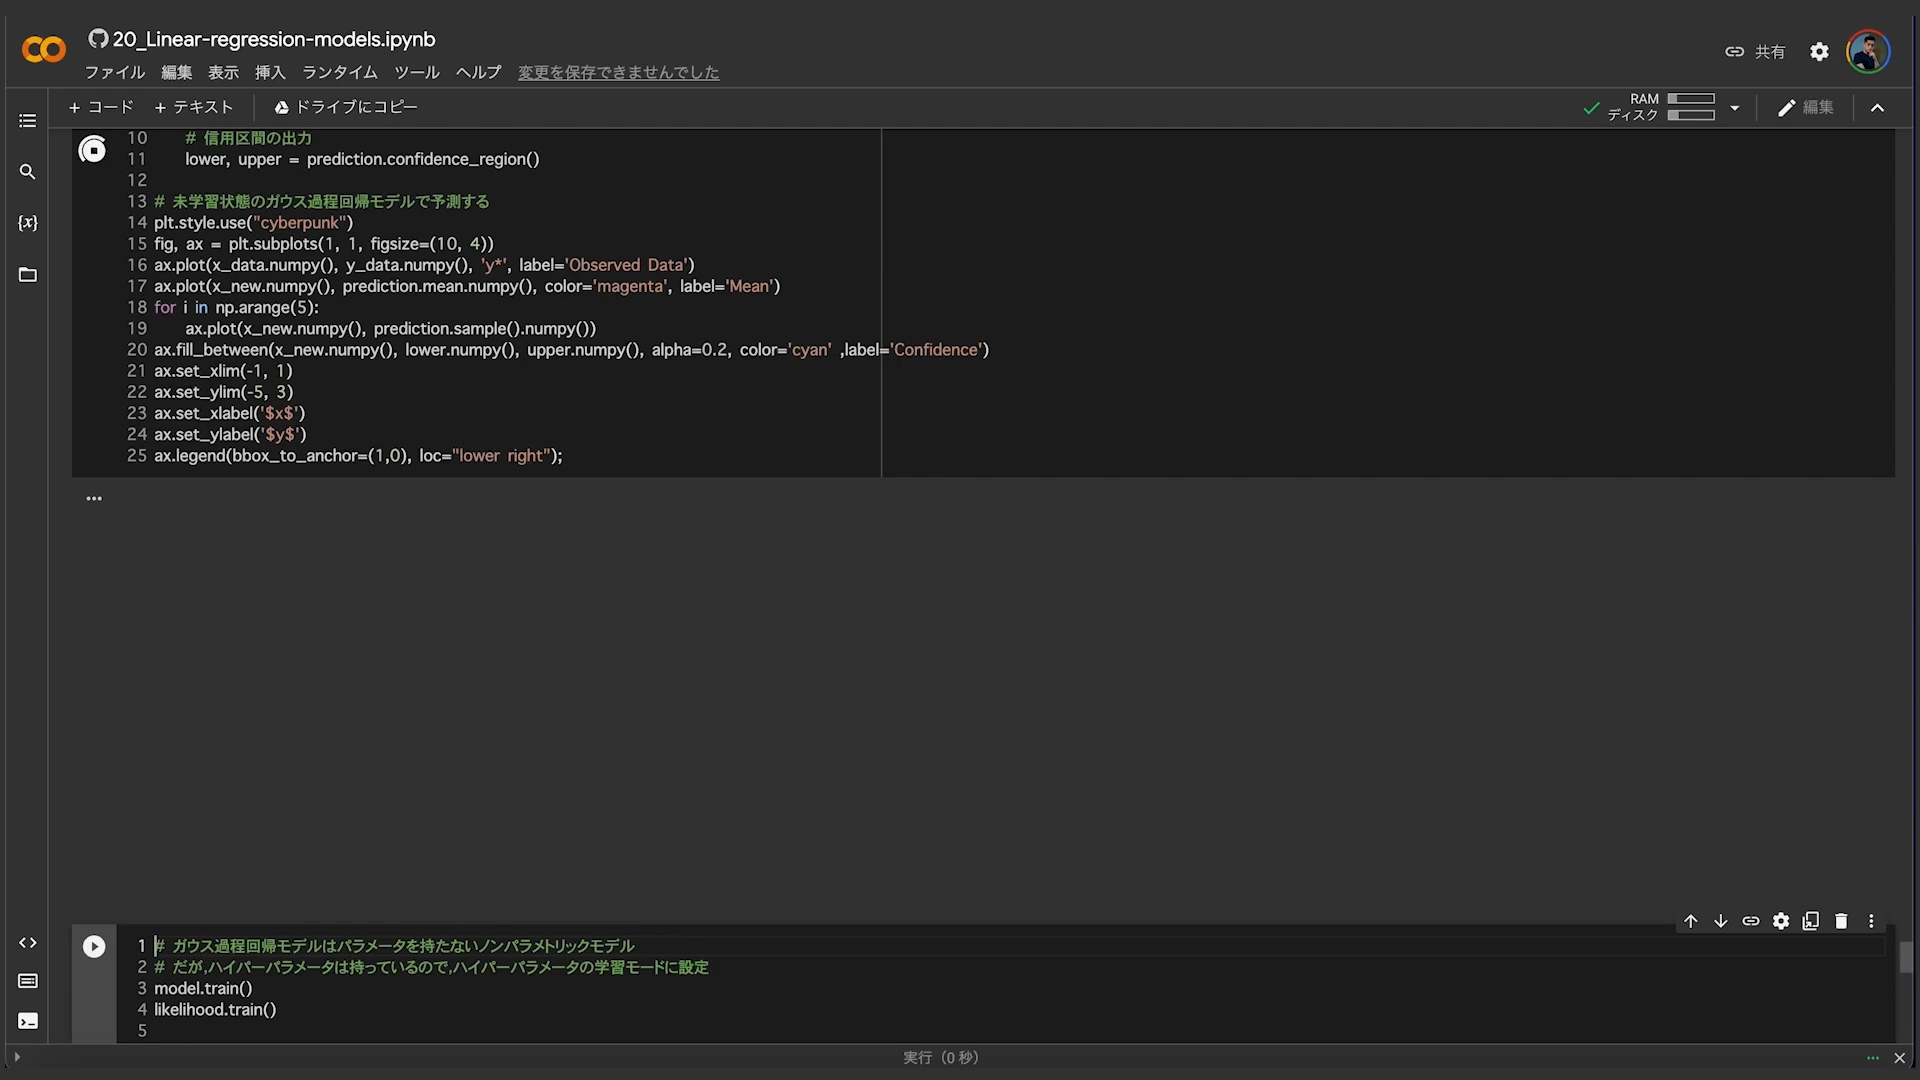 20_Linear-regression-models.ipynb
ファイル 編集 表示 挿入 ランタイム ツール ヘルプ 変更を保存できませんでした
共有
+ コード + テキスト ドライブにコピー
RAM
ディスク
編集
{x}
10 # 信用区間の出力
11 lower, upper = prediction.confidence_region()
12
13 # 未学習状態のガウス過程回帰モデルで予測する
14 plt.style.use("cyberpunk")
15 fig, ax = plt.subplots(1, 1, figsize=(10, 4))
16 ax.plot(x_data.numpy(), y_data.numpy(), 'y*', label='Observed Data')
17 ax.plot(x_new.numpy(), prediction.mean.numpy(), color='magenta', label='Mean')
18 for i in np.arange(5):
19 ax.plot(x_new.numpy(), prediction.sample().numpy())
20 ax.fill_between(x_new.numpy(), lower.numpy(), upper.numpy(), alpha=0.2, color='cyan' ,label='Confidence')
21 ax.set_xlim(-1, 1)
22 ax.set_ylim(-5, 3)
23 ax.set_xlabel('$x$')
24 ax.set_ylabel('$y$')
25 ax.legend(bbox_to_anchor=(1,0), loc="lower right");
1 # ガウス過程回帰モデルはパラメータを持たないノンパラメトリックモデル
2 # だが,ハイパーパラメータは持っているので,ハイパーパラメータの学習モードに設定
3 model.train()
4 likelihood.train()
5
実行（0 秒）